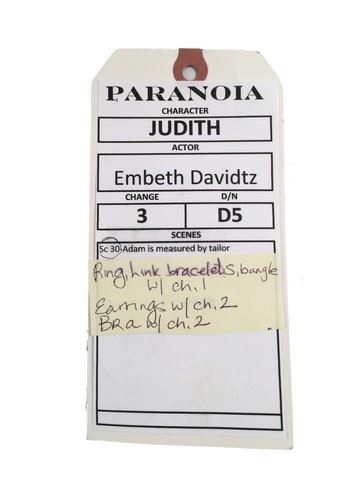 PARANOIA
CHARACTER
JUDITH
ACTOR
Embeth Davidtz
CHANGE D/N
3 D5
SCENES
Sc 30-Adam is measured by tailor
Ring, Link bracelets, bangle
w/ ch. 1
Earrings w/ ch. 2
Bra w/ ch. 2